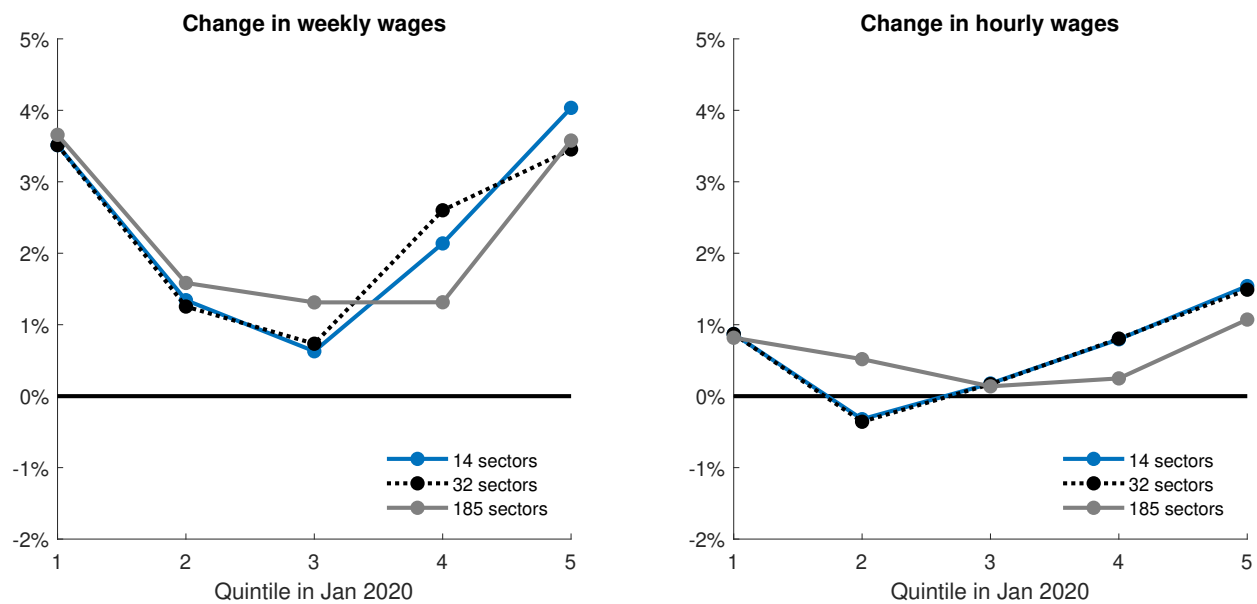 Change in weekly wages
5%
4%
3%
2%
1%
0%
-1%
-2%
1 2 3 4 5
Quintile in Jan 2020
14 sectors
32 sectors
185 sectors
Change in hourly wages
5%
4%
3%
2%
1%
0%
-1%
-2%
1 2 3 4 5
Quintile in Jan 2020
14 sectors
32 sectors
185 sectors